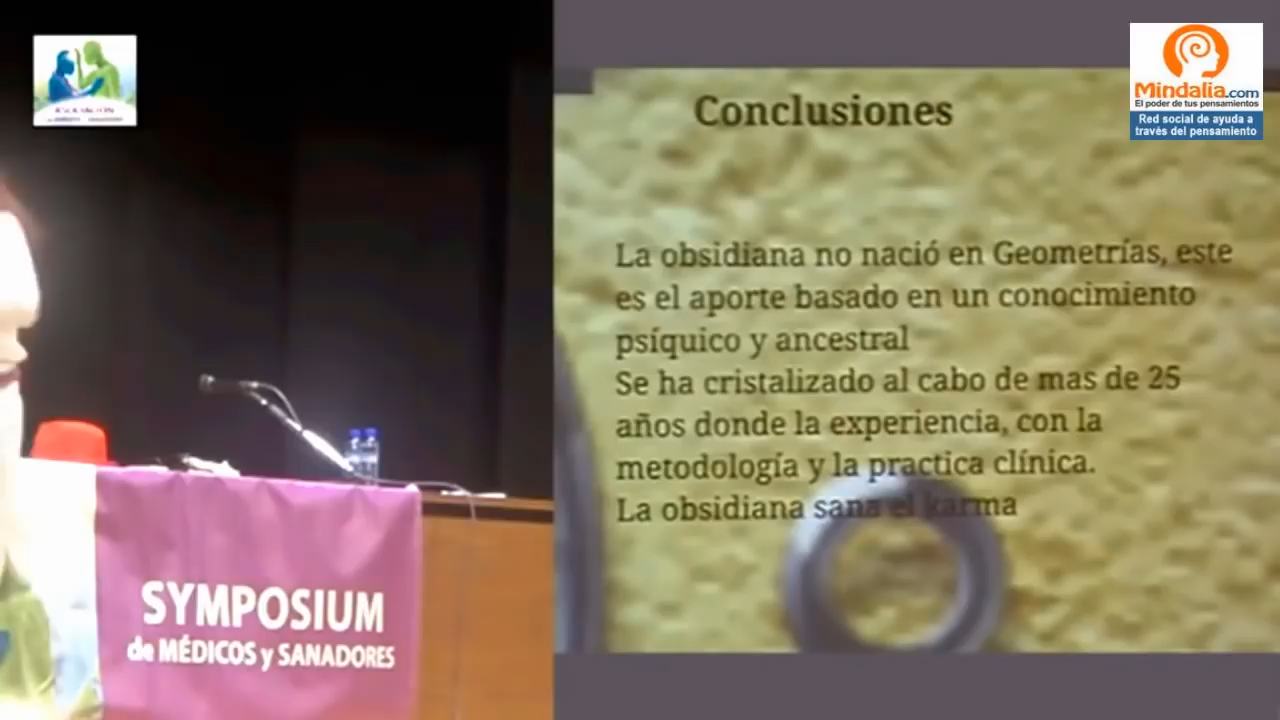 Mindalia.com
El poder de tus pensamientos
Red social de ayuda a
través del pensamiento
Conclusiones
La obsidiana no nació en Geometrías, este
es el aporte basado en un conocimiento
psíquico y ancestral
Se ha cristalizado al cabo de mas de 25
años donde la experiencia, con la
metodología y la practica clínica.
La obsidiana sana el karma
SYMPOSIUM
de MÉDICOS y SANADORES